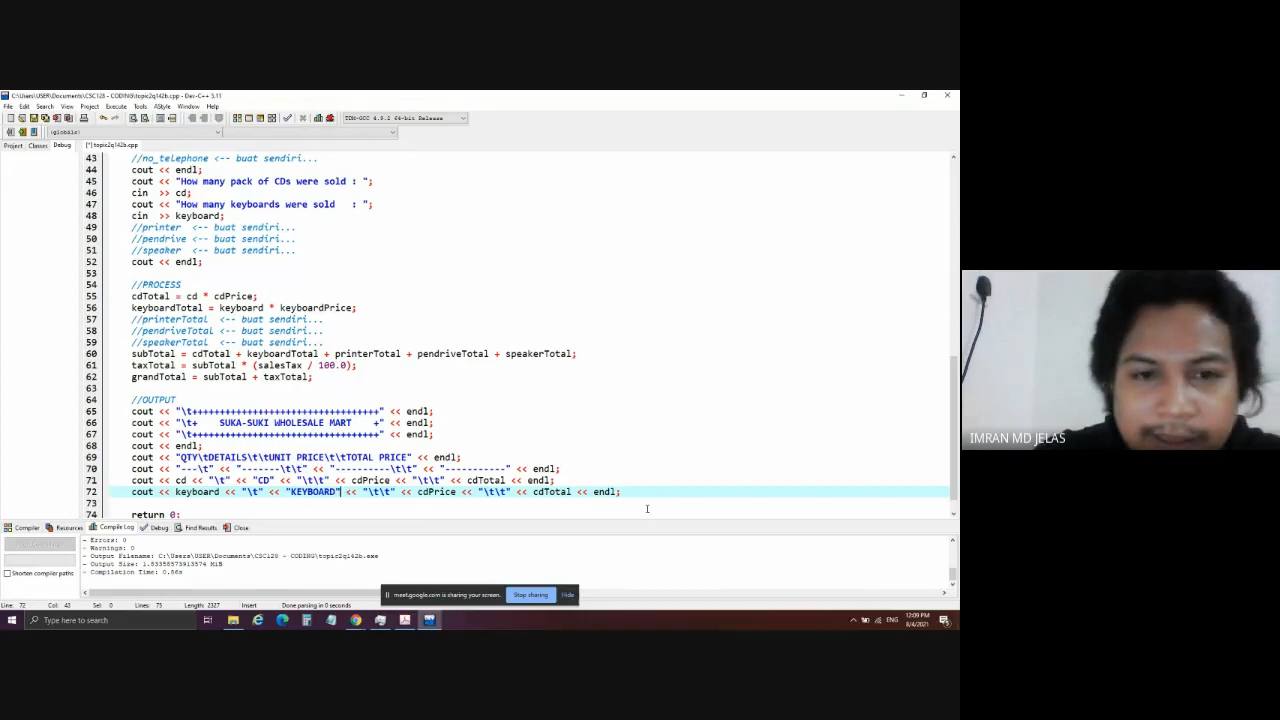 C:\Users\USER\Documents\CSC128 - CODING\topic2q142b.cpp - Dev-C++ 5.11
File Edit Search View Project Execute Tools AStyle Window Help
TDM-GCC 4.9.2 64-bit Release
(globals)
Project Classes Debug
[*] topic2q142b.cpp
43 //no_telephone <-- buat sendiri...
44 cout << endl;
45 cout << "How many pack of CDs were sold : ";
46 cin >> cd;
47 cout << "How many keyboards were sold   : ";
48 cin >> keyboard;
49 //printer <-- buat sendiri...
50 //pendrive <-- buat sendiri...
51 //speaker <-- buat sendiri...
52 cout << endl;
53
54 //PROCESS
55 cdTotal = cd * cdPrice;
56 keyboardTotal = keyboard * keyboardPrice;
57 //printerTotal <-- buat sendiri...
58 //pendriveTotal <-- buat sendiri...
59 //speakerTotal <-- buat sendiri...
60 subTotal = cdTotal + keyboardTotal + printerTotal + pendriveTotal + speakerTotal;
61 taxTotal = subTotal * (salesTax / 100.0);
62 grandTotal = subTotal + taxTotal;
63
64 //OUTPUT
65 cout << "\t++++++++++++++++++++++++++++++++++" << endl;
66 cout << "\t+    SUKA-SUKI WHOLESALE MART    +" << endl;
67 cout << "\t++++++++++++++++++++++++++++++++++" << endl;
68 cout << endl;
69 cout << "QTY\tDETAILS\t\tUNIT PRICE\t\tTOTAL PRICE" << endl;
70 cout << "---\t" << "-------\t\t" << "----------\t\t" << "-----------" << endl;
71 cout << cd << "\t" << "CD" << "\t\t" << cdPrice << "\t\t" << cdTotal << endl;
72 cout << keyboard << "\t" << "KEYBOARD" << "\t\t" << cdPrice << "\t\t" << cdTotal << endl;
73
74 return 0;
Compiler Resources Compile Log Debug Find Results Close
Shorten compiler paths
- Errors: 0
- Warnings: 0
- Output Filename: C:\Users\USER\Documents\CSC128 - CODING\topic2q142b.exe
- Output Size: 1.83358573913574 MiB
- Compilation Time: 0.86s
meet.google.com is sharing your screen. Stop sharing Hide
Line: 72 Col: 43 Sel: 0 Lines: 75 Length: 2327 Insert Done parsing in 0 seconds
Type here to search
ENG
12:09 PM
8/4/2021
IMRAN MD JELAS